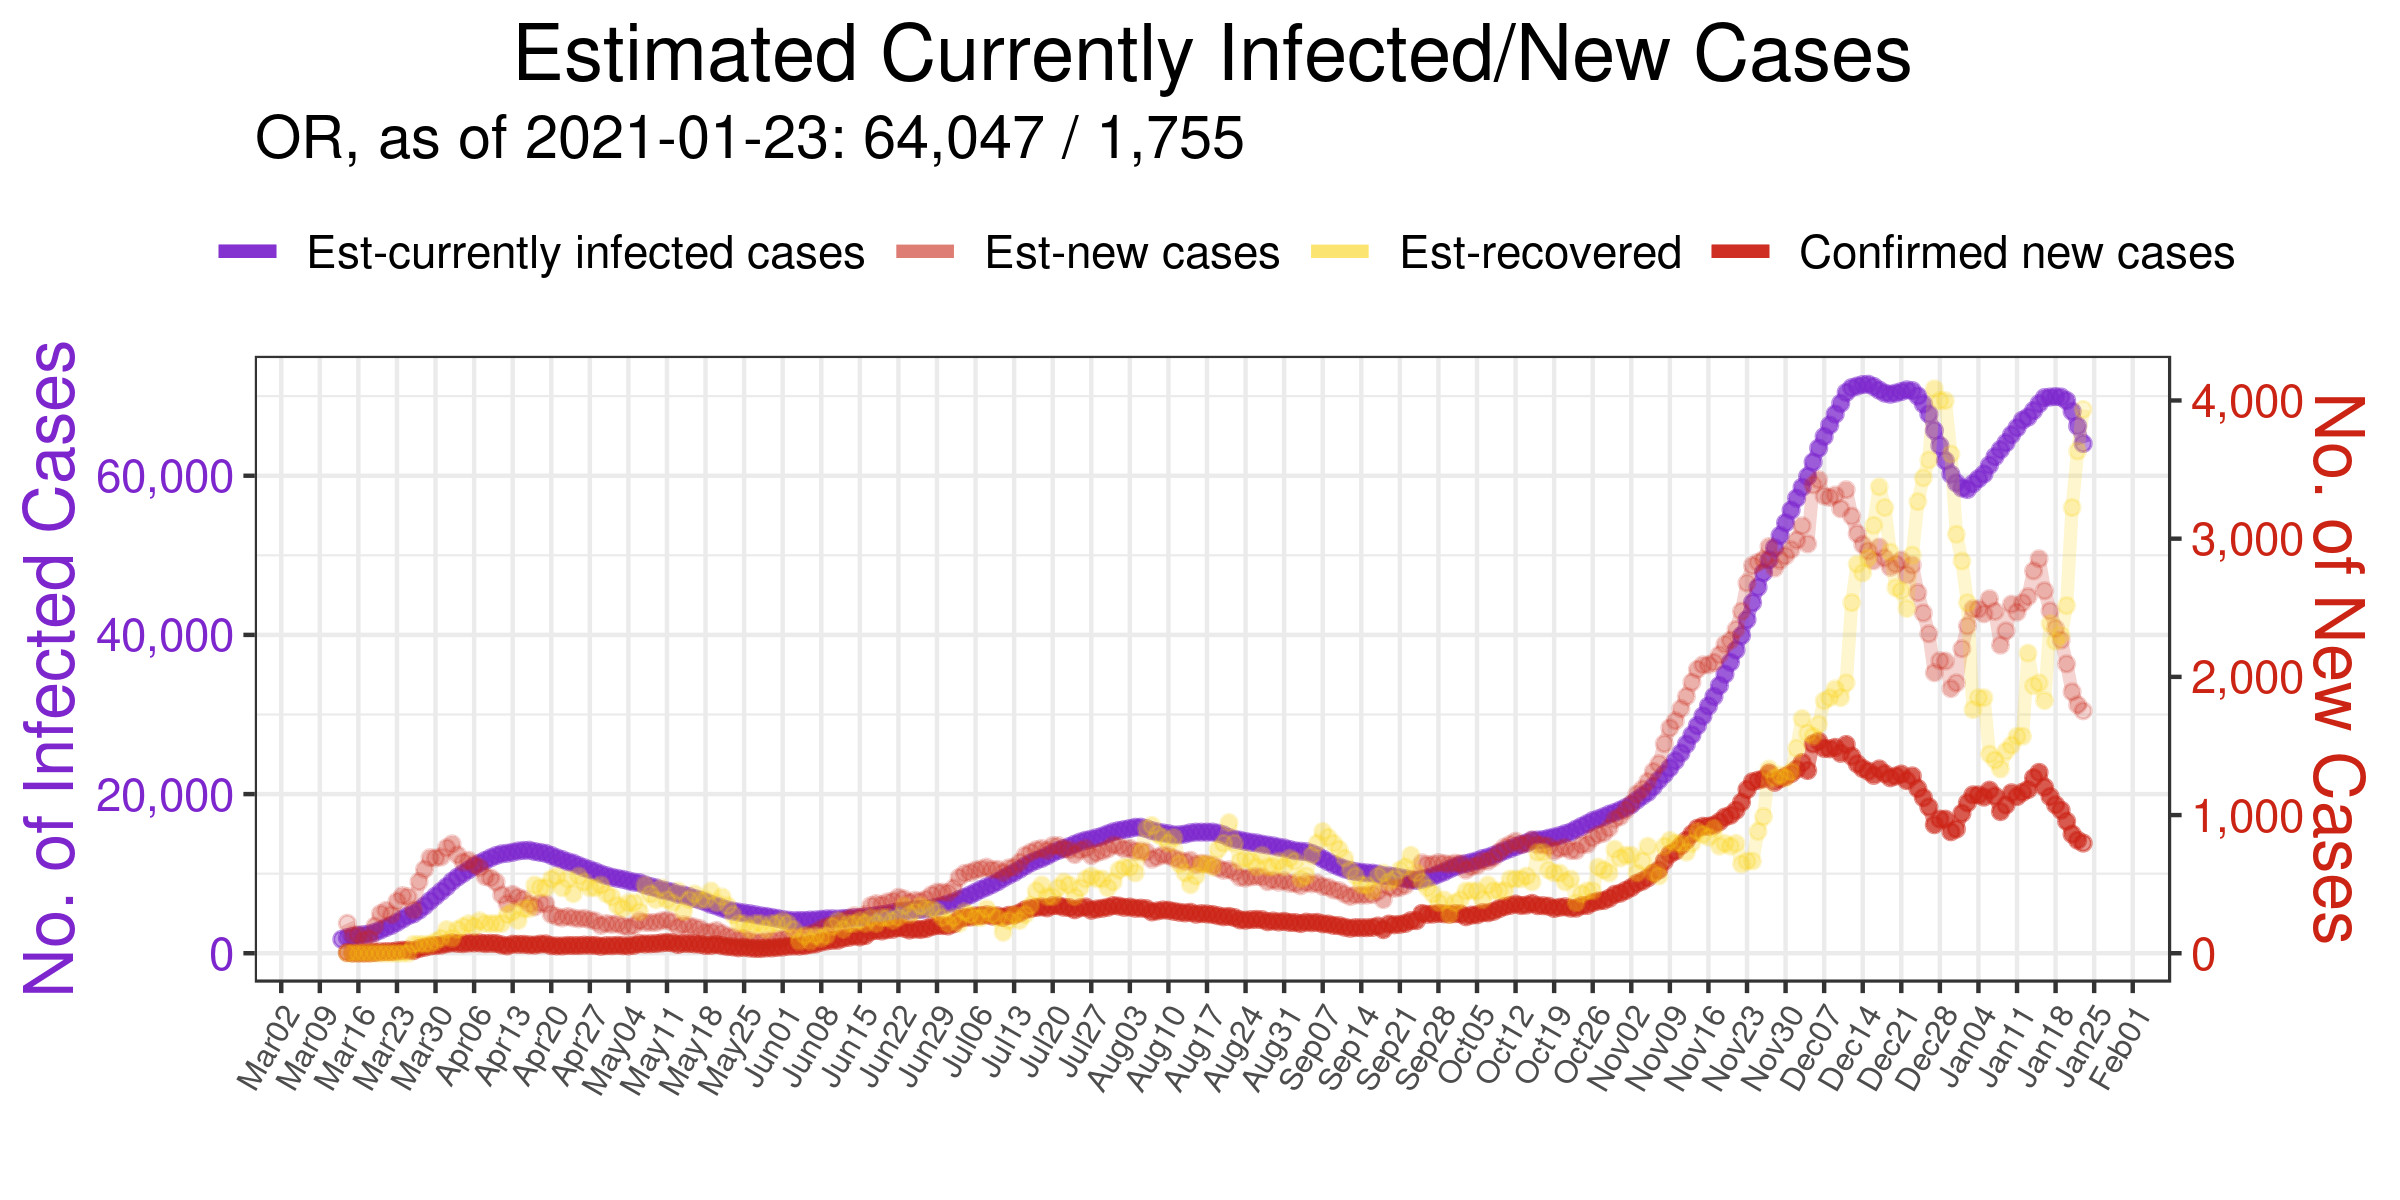 Estimated Currently Infected/New Cases
OR, as of 2021-01-23: 64,047 / 1,755
Est-currently infected cases
Est-new cases
Est-recovered
Confirmed new cases
No. of Infected Cases
60,000
40,000
20,000
0
4,000
3,000
2,000
1,000
0
No. of New Cases
Mar02
Mar09
Mar16
Mar23
Mar30
Apr06
Apr13
Apr20
Apr27
May04
May11
May18
May25
Jun01
Jun08
Jun15
Jun22
Jun29
Jul06
Jul13
Jul20
Jul27
Aug03
Aug10
Aug17
Aug24
Aug31
Sep07
Sep14
Sep21
Sep28
Oct05
Oct12
Oct19
Oct26
Nov02
Nov09
Nov16
Nov23
Nov30
Dec07
Dec14
Dec21
Dec28
Jan04
Jan11
Jan18
Jan25
Feb01